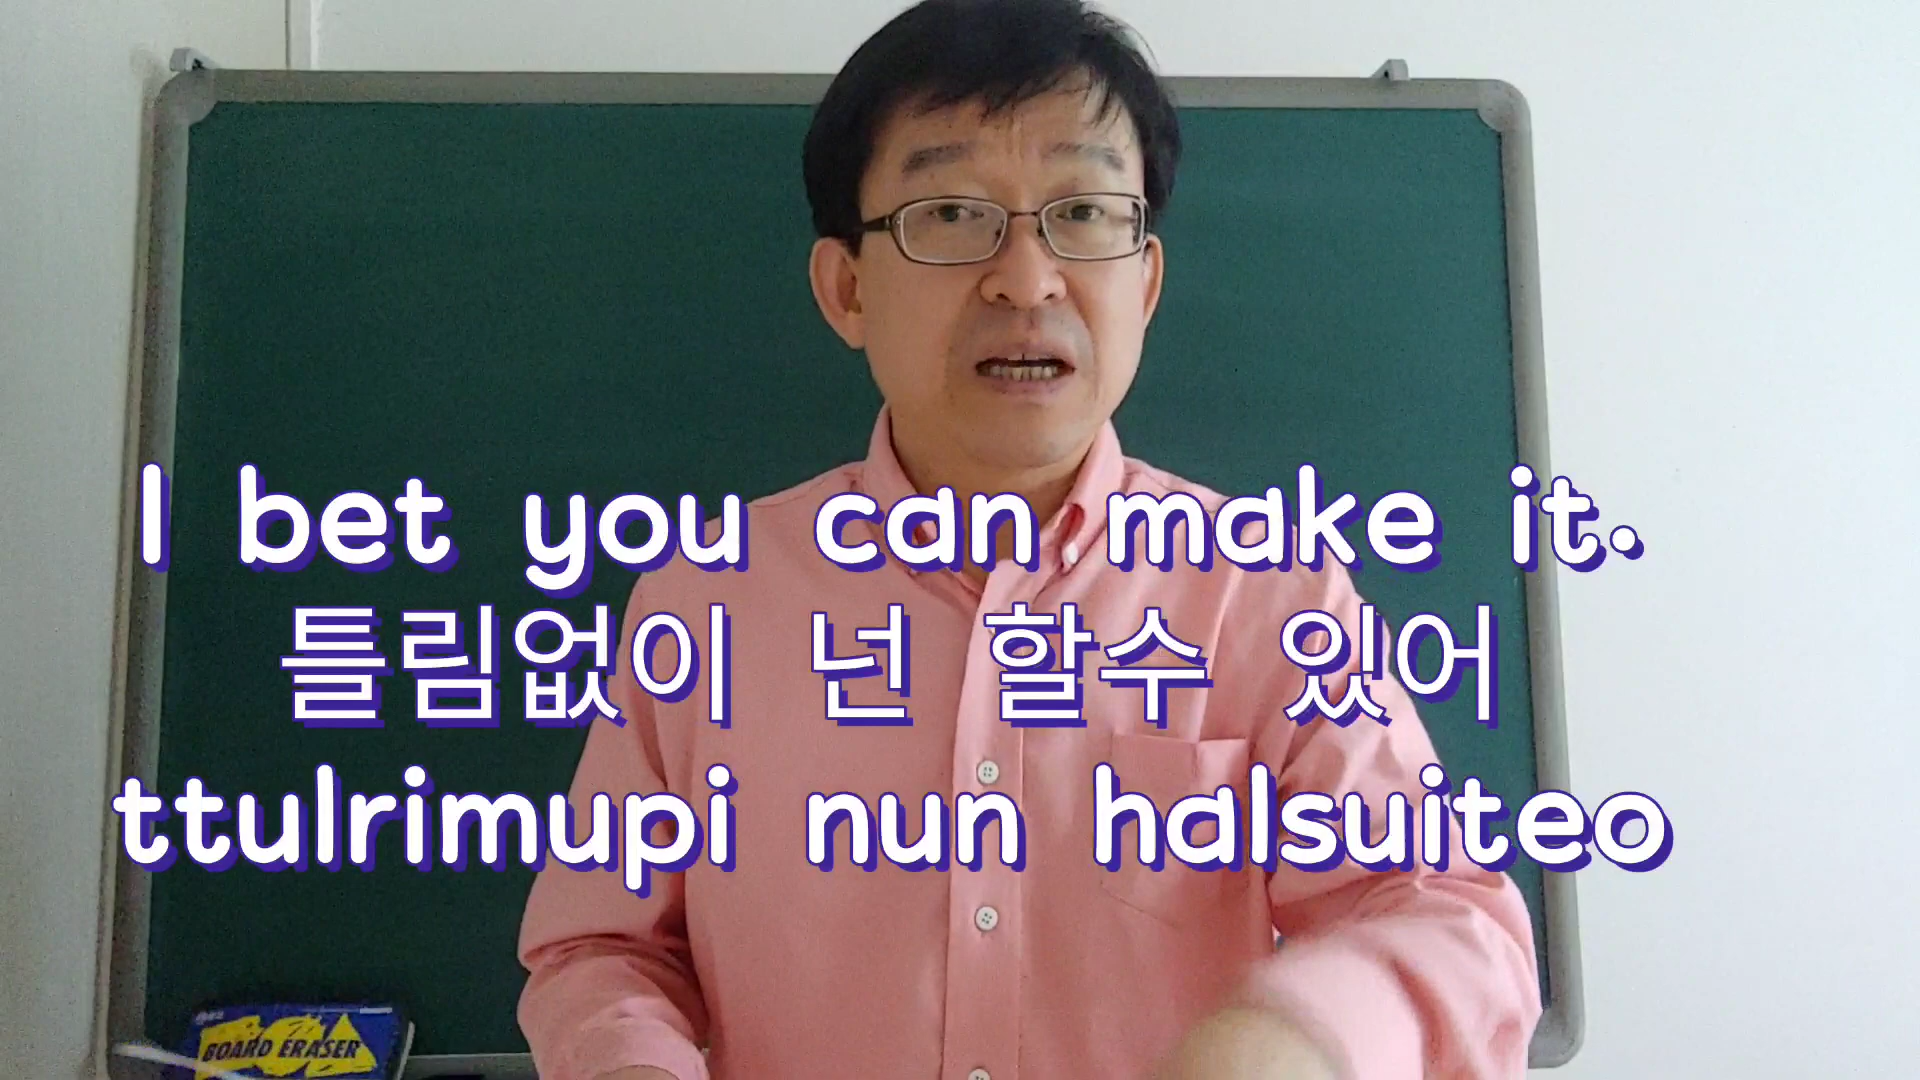 I bet you can make it.
틀림없이 넌 할수 있어
ttulrimupi nun halsuiteo
BOARD ERASER